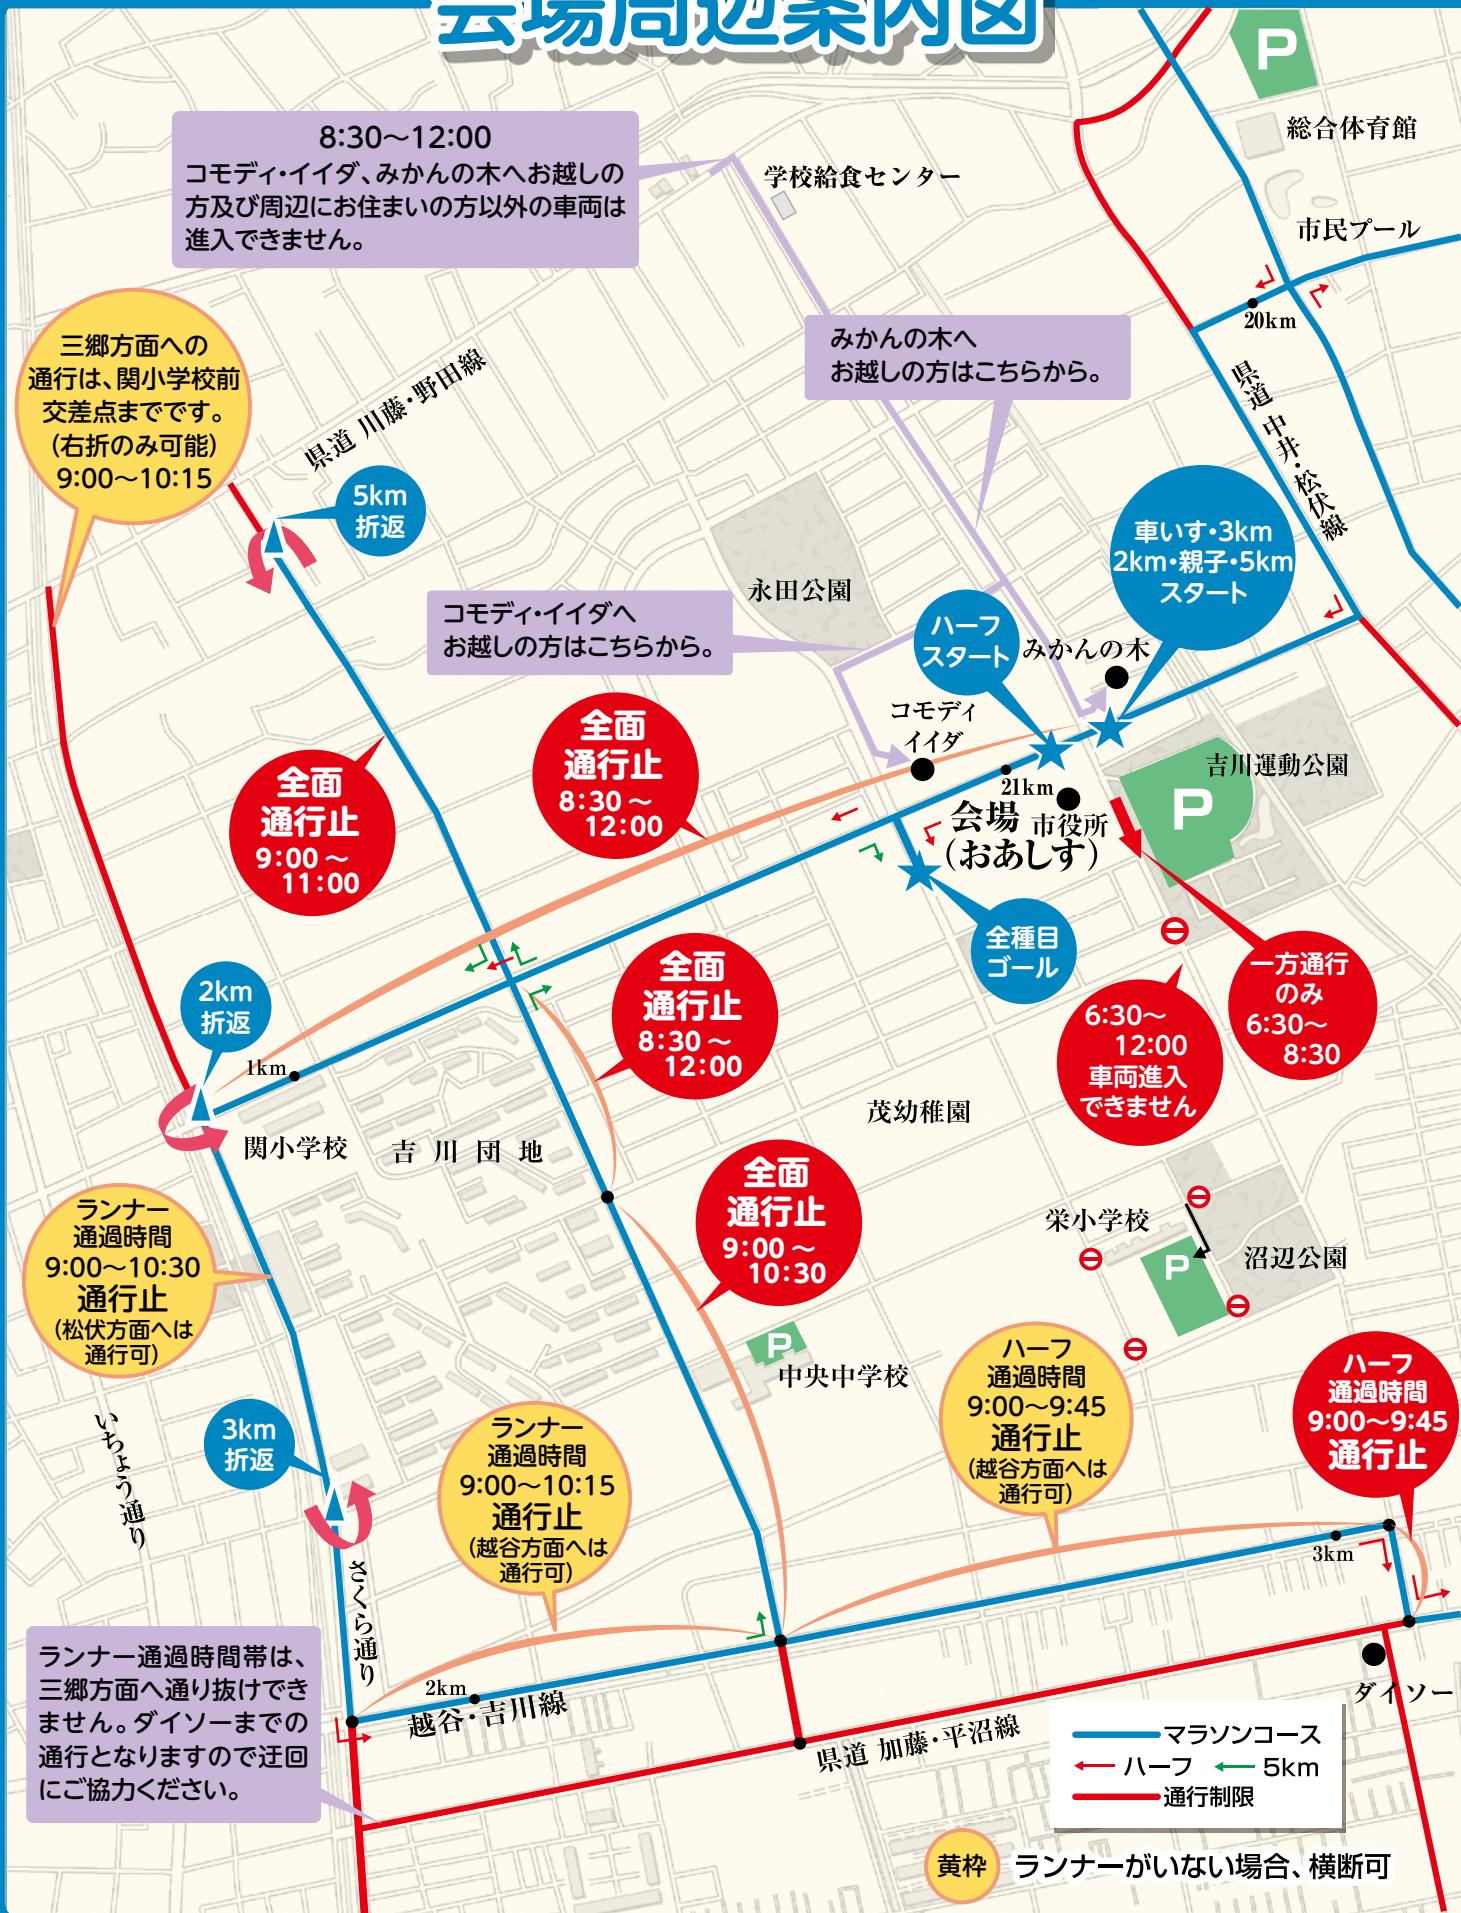 会場周辺案内図
P
総合体育館
8:30～12:00
コモディ・イイダ、みかんの木へお越しの
方及び周辺にお住まいの方以外の車両は
進入できません。
学校給食センター
市民プール
20km
三郷方面への
通行は、関小学校前
交差点までです。
(右折のみ可能)
9:00～10:15
県道 川藤・野田線
みかんの木へ
お越しの方はこちらから。
県道 中井・松伏線
5km
折返
車いす・3km
2km・親子・5km
スタート
永田公園
コモディ・イイダへ
お越しの方はこちらから。
ハーフ
スタート
みかんの木
コモディ
イイダ
全面
通行止
8:30～
12:00
全面
通行止
9:00～
11:00
21km
会場
(おあしす)
市役所
吉川運動公園
P
全種目
ゴール
全面
通行止
8:30～
12:00
一方通行
のみ
6:30～
8:30
6:30～
12:00
車両進入
できません
2km
折返
1km
関小学校
吉川団地
茂幼稚園
全面
通行止
9:00～
10:30
栄小学校
P
沼辺公園
ランナー
通過時間
9:00～10:30
通行止
(松伏方面へは
通行可)
P
中央中学校
ハーフ
通過時間
9:00～9:45
通行止
(越谷方面へは
通行可)
ハーフ
通過時間
9:00～9:45
通行止
いちょう通り
3km
折返
ランナー
通過時間
9:00～10:15
通行止
(越谷方面へは
通行可)
3km
さくら通り
ランナー通過時間帯は、
三郷方面へ通り抜けでき
ません。ダイソーまでの
通行となりますので迂回
にご協力ください。
2km
越谷・吉川線
ダイソー
県道 加藤・平沼線
マラソンコース
ハーフ
5km
通行制限
黄枠
ランナーがいない場合、横断可